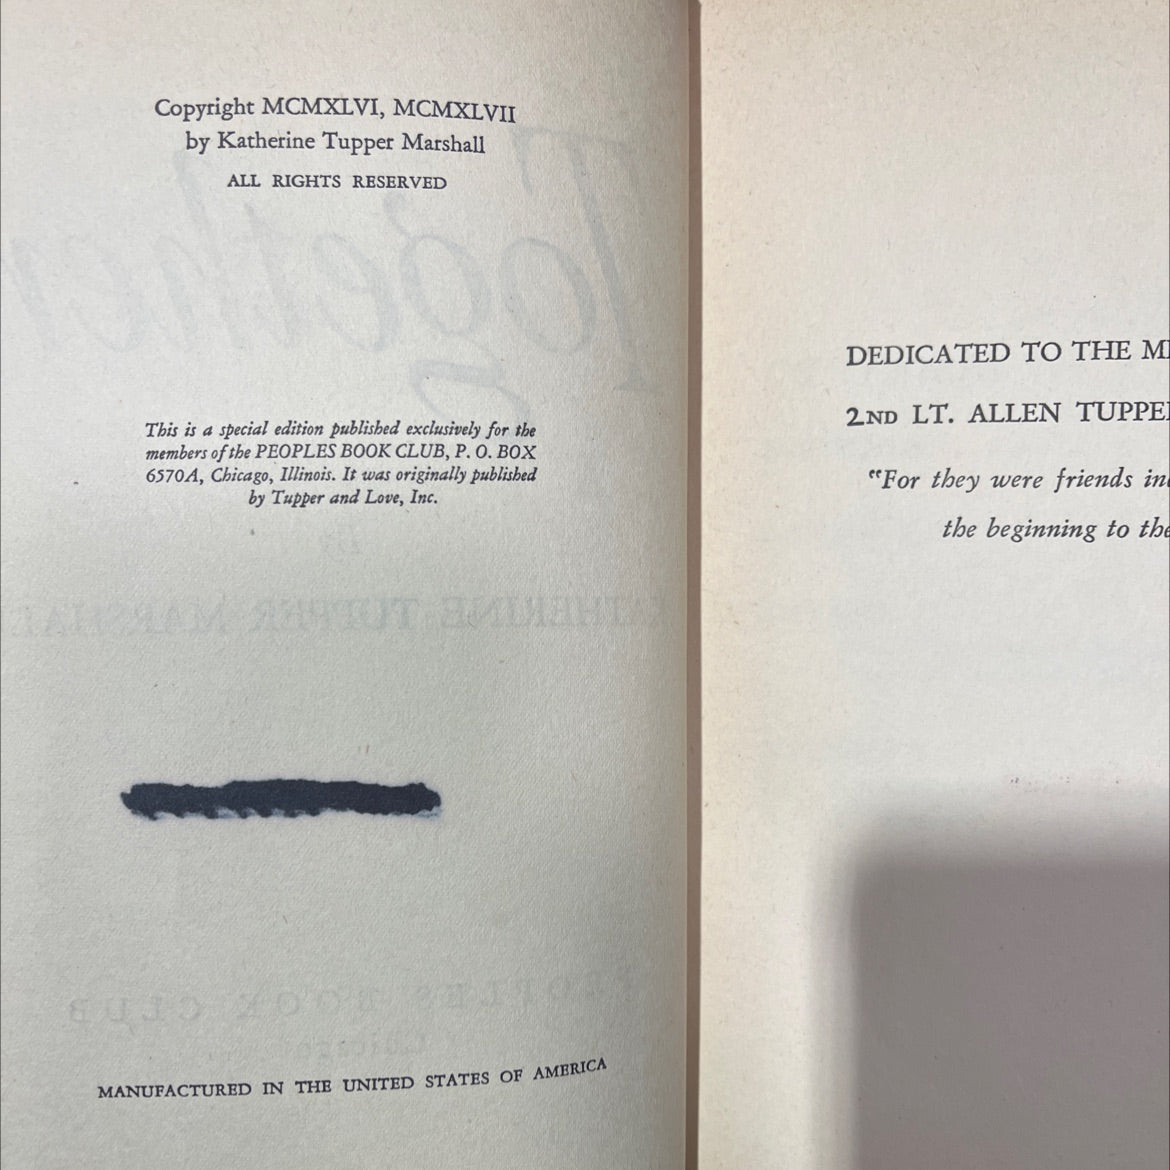 Copyright MCMXLVI, MCMXLVII
by Katherine Tupper Marshall
ALL RIGHTS RESERVED
This is a special edition published exclusively for the
members of the PEOPLES BOOK CLUB, P. O. BOX
6570A, Chicago, Illinois. It was originally published
by Tupper and Love, Inc.
MANUFACTURED IN THE UNITED STATES OF AMERICA
DEDICATED TO THE
2ND LT. ALLEN TUPPE
"For they were friends
the beginning to the